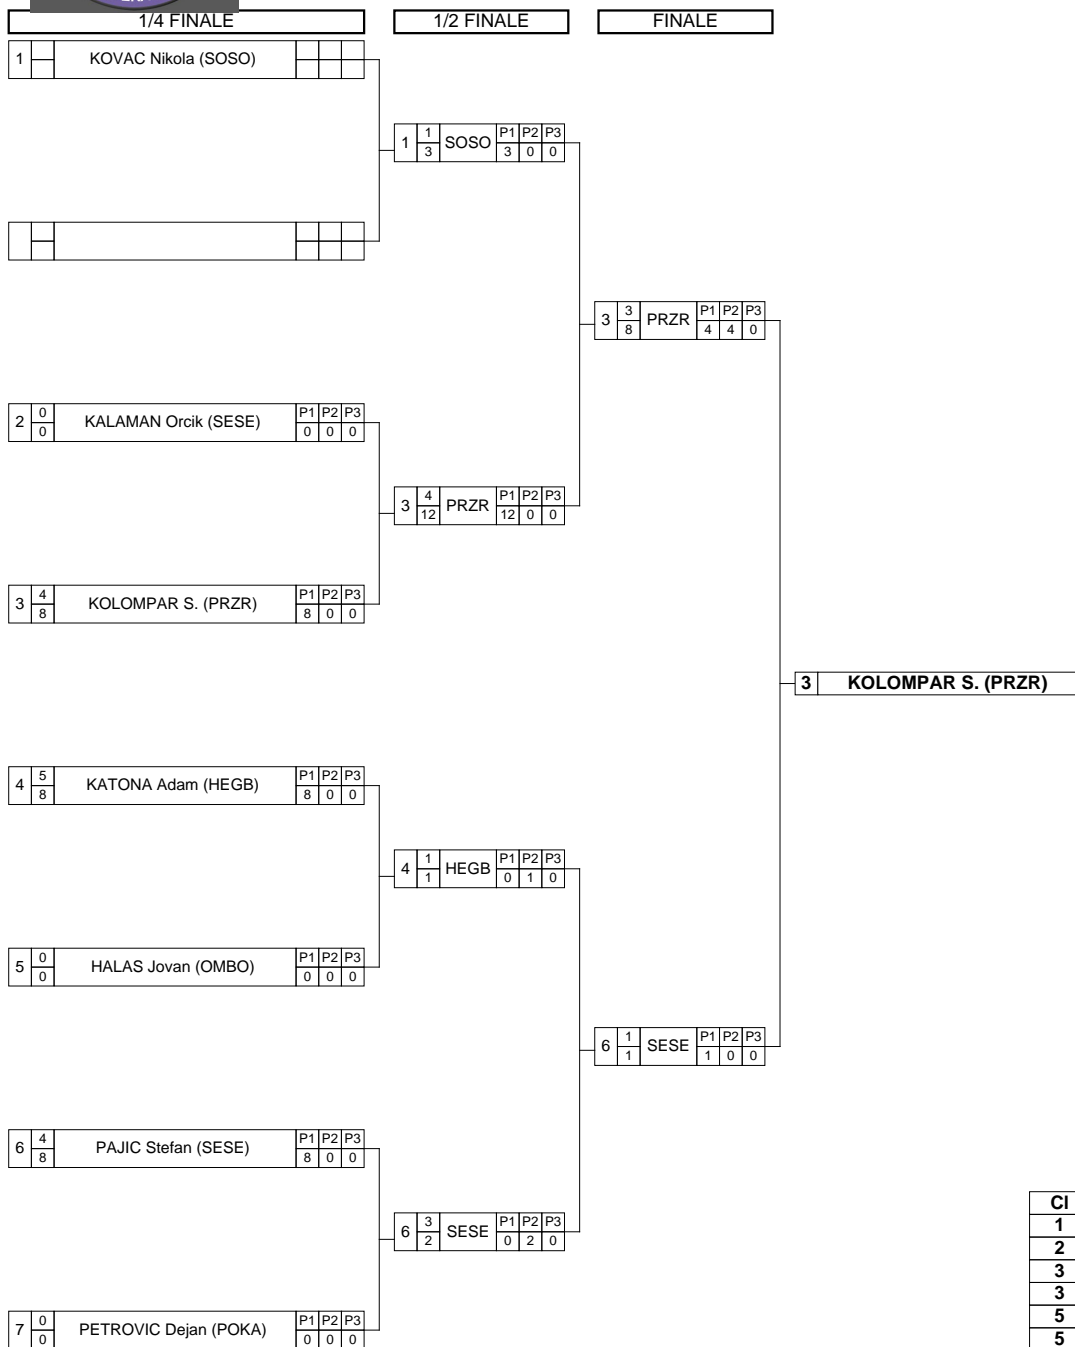 1/4 FINALE 1/2 FINALE FINALE
1 KOVAC Nikola (SOSO)
1 1 3 SOSO P1 P2 P3 3 0 0
3 3 8 PRZR P1 P2 P3 4 4 0
2 0 0 KALAMAN Orcik (SESE) P1 P2 P3 0 0 0
3 4 12 PRZR P1 P2 P3 12 0 0
3 4 8 KOLOMPAR S. (PRZR) P1 P2 P3 8 0 0
3 KOLOMPAR S. (PRZR)
4 5 8 KATONA Adam (HEGB) P1 P2 P3 8 0 0
4 1 1 HEGB P1 P2 P3 0 1 0
5 0 0 HALAS Jovan (OMBO) P1 P2 P3 0 0 0
6 1 1 SESE P1 P2 P3 1 0 0
6 4 8 PAJIC Stefan (SESE) P1 P2 P3 8 0 0
6 3 2 SESE P1 P2 P3 0 2 0
7 0 0 PETROVIC Dejan (POKA) P1 P2 P3 0 0 0
Cl
1
2
3
3
5
5